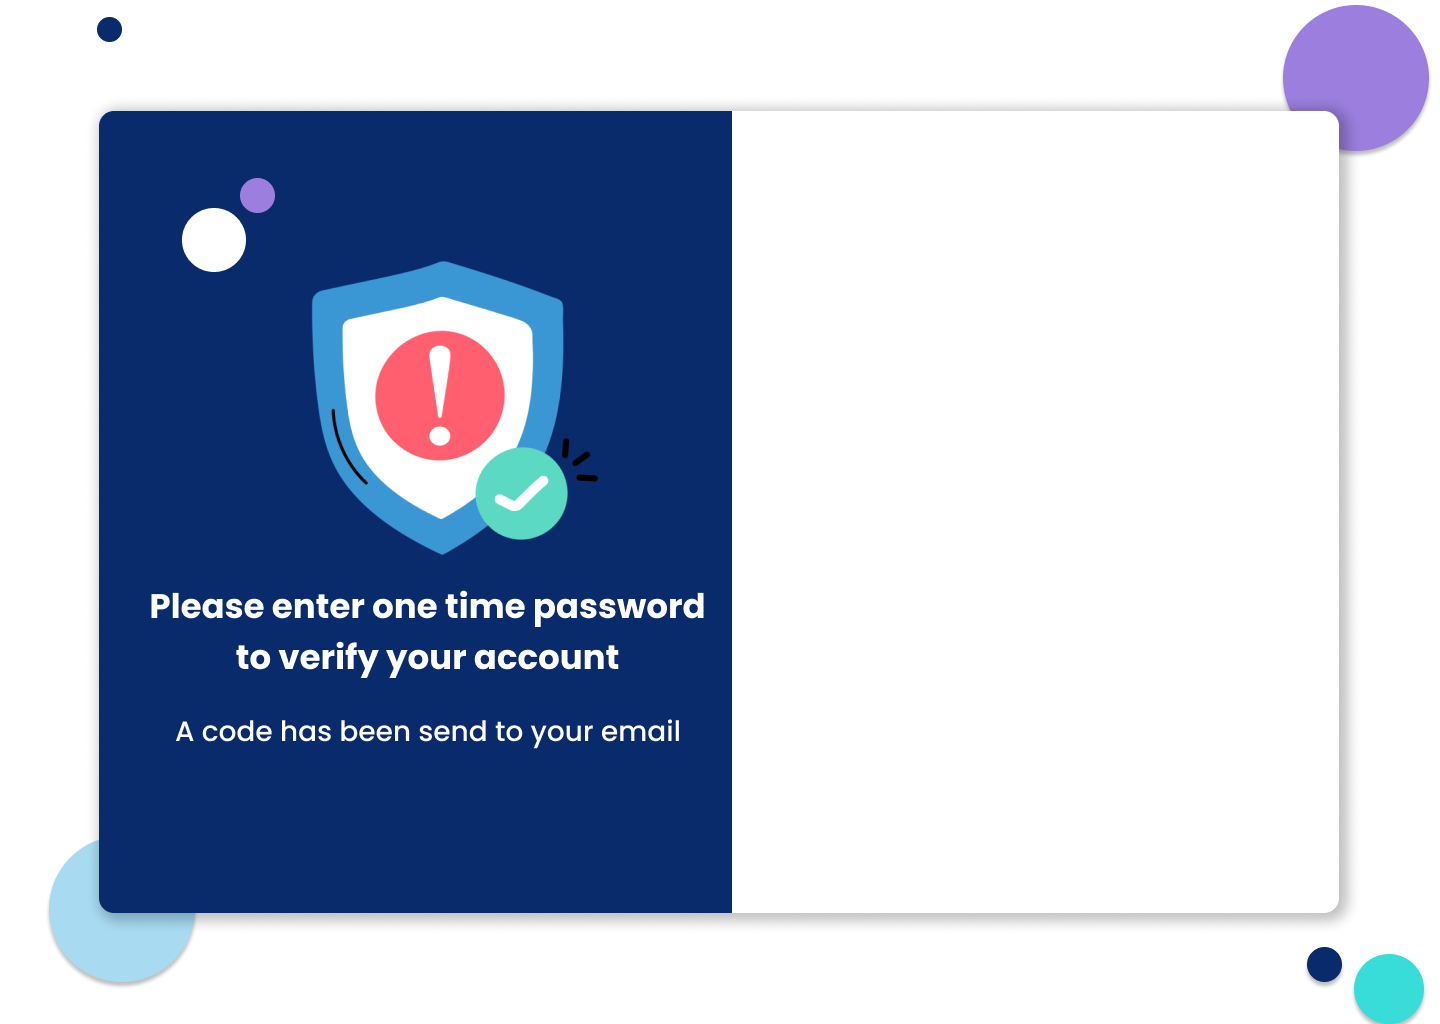 Please enter one time password
to verify your account
A code has been send to your email